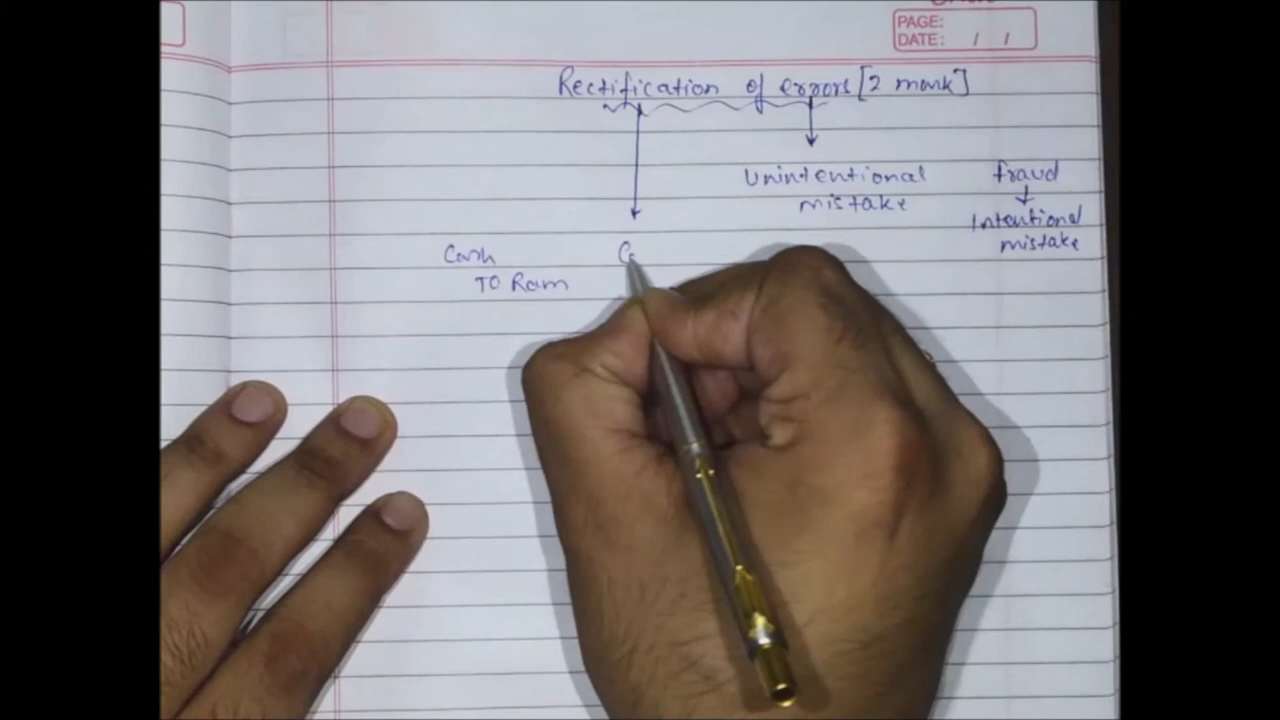 PAGE:
DATE: / /
Rectification of errors [2 mark]
Unintentional
mistake
fraud
Intentional
mistake
Cash
TO Ram